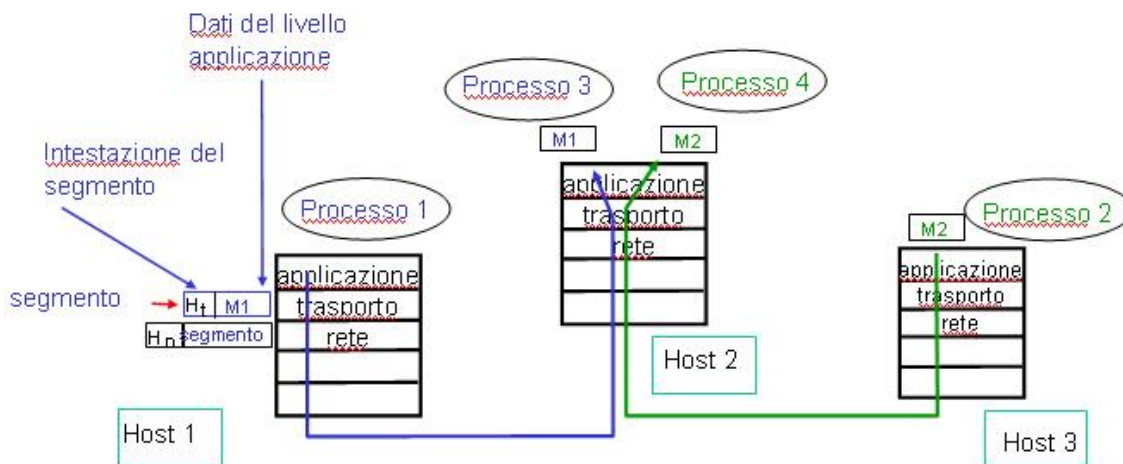 Dati del livello
applicazione
Intestazione del
segmento
segmento
Ht M1
Hn segmento
Processo 1
applicazione
trasporto
rete
Host 1
Processo 3
Processo 4
M1
M2
applicazione
trasporto
rete
Host 2
M2
Processo 2
applicazione
trasporto
rete
Host 3